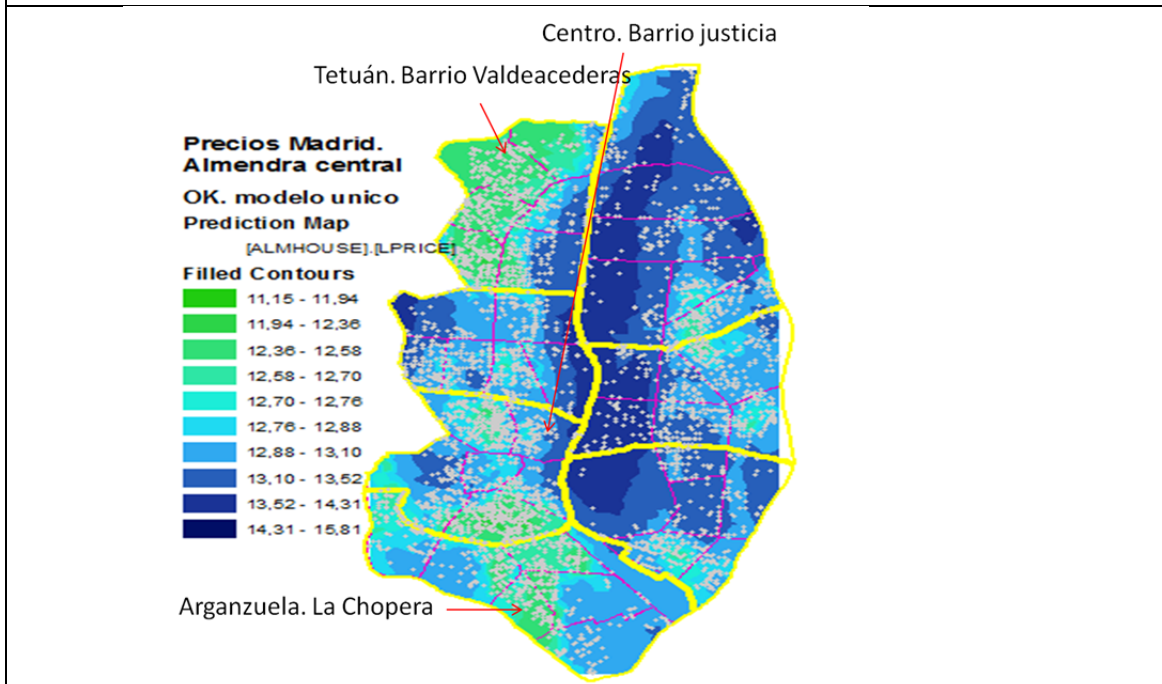 Centro. Barrio justicia
Tetuán. Barrio Valdeacederas
Precios Madrid.
Almendra central
OK. modelo unico
Prediction Map
[ALMHOUSE].[LPRICE]
Filled Contours
11,15 - 11,94
11,94 - 12,36
12,36 - 12,58
12,58 - 12,70
12,70 - 12,76
12,76 - 12,88
12,88 - 13,10
13,10 - 13,52
13,52 - 14,31
14,31 - 15,81
Arganzuela. La Chopera